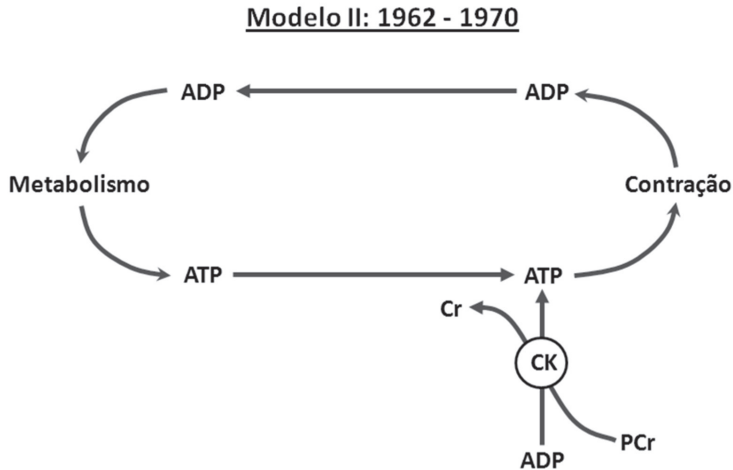 Modelo II: 1962 - 1970
ADP
ADP
Metabolismo
Contração
ATP
ATP
Cr
CK
PCr
ADP